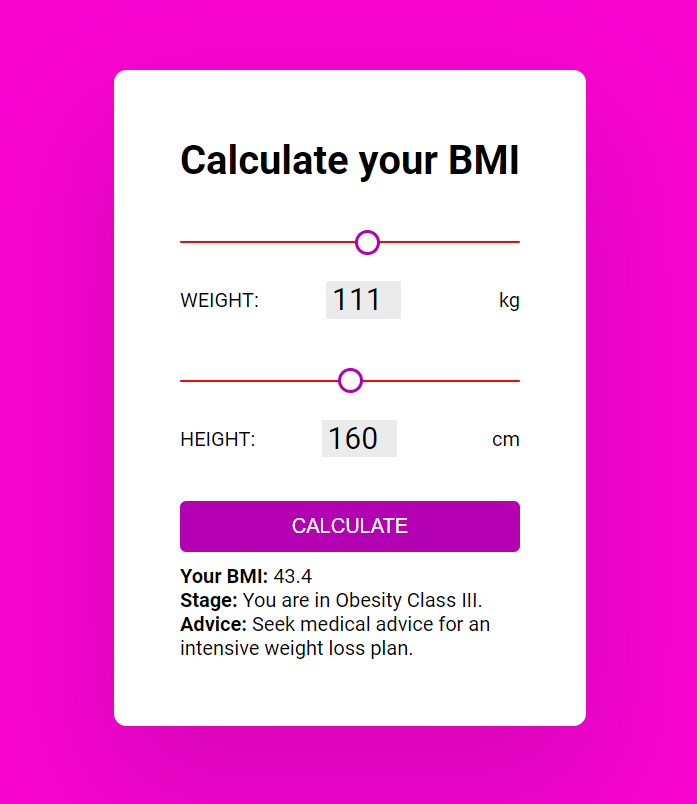 Calculate your BMI
WEIGHT: 111 kg
HEIGHT: 160 cm
CALCULATE
Your BMI: 43.4
Stage: You are in Obesity Class III.
Advice: Seek medical advice for an
intensive weight loss plan.